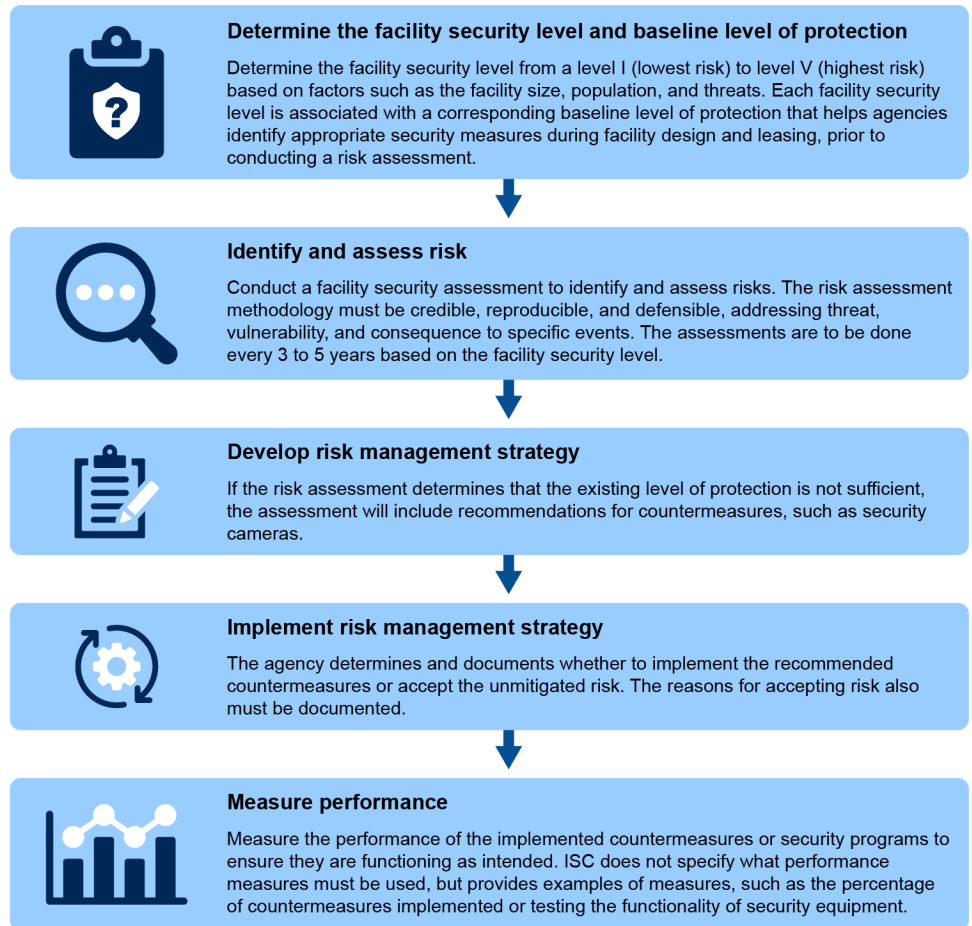 Determine the facility security level and baseline level of protection
Determine the facility security level from a level I (lowest risk) to level V (highest risk)
based on factors such as the facility size, population, and threats. Each facility security
level is associated with a corresponding baseline level of protection that helps agencies
identify appropriate security measures during facility design and leasing, prior to
conducting a risk assessment.
?
Identify and assess risk
Conduct a facility security assessment to identify and assess risks. The risk assessment
methodology must be credible, reproducible, and defensible, addressing threat,
vulnerability, and consequence to specific events. The assessments are to be done
every 3 to 5 years based on the facility security level.
Develop risk management strategy
If the risk assessment determines that the existing level of protection is not sufficient,
the assessment will include recommendations for countermeasures, such as security
cameras.
Implement risk management strategy
The agency determines and documents whether to implement the recommended
countermeasures or accept the unmitigated risk. The reasons for accepting risk also
must be documented.
Measure performance
Measure the performance of the implemented countermeasures or security programs to
ensure they are functioning as intended. ISC does not specify what performance
measures must be used, but provides examples of measures, such as the percentage
of countermeasures implemented or testing the functionality of security equipment.